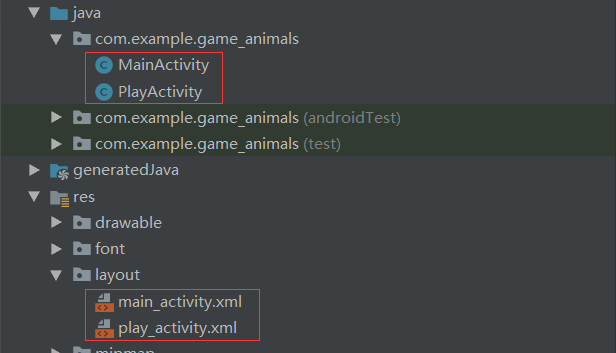 java
com.example.game_animals
MainActivity
PlayActivity
com.example.game_animals (androidTest)
com.example.game_animals (test)
generatedJava
res
drawable
font
layout
main_activity.xml
play_activity.xml